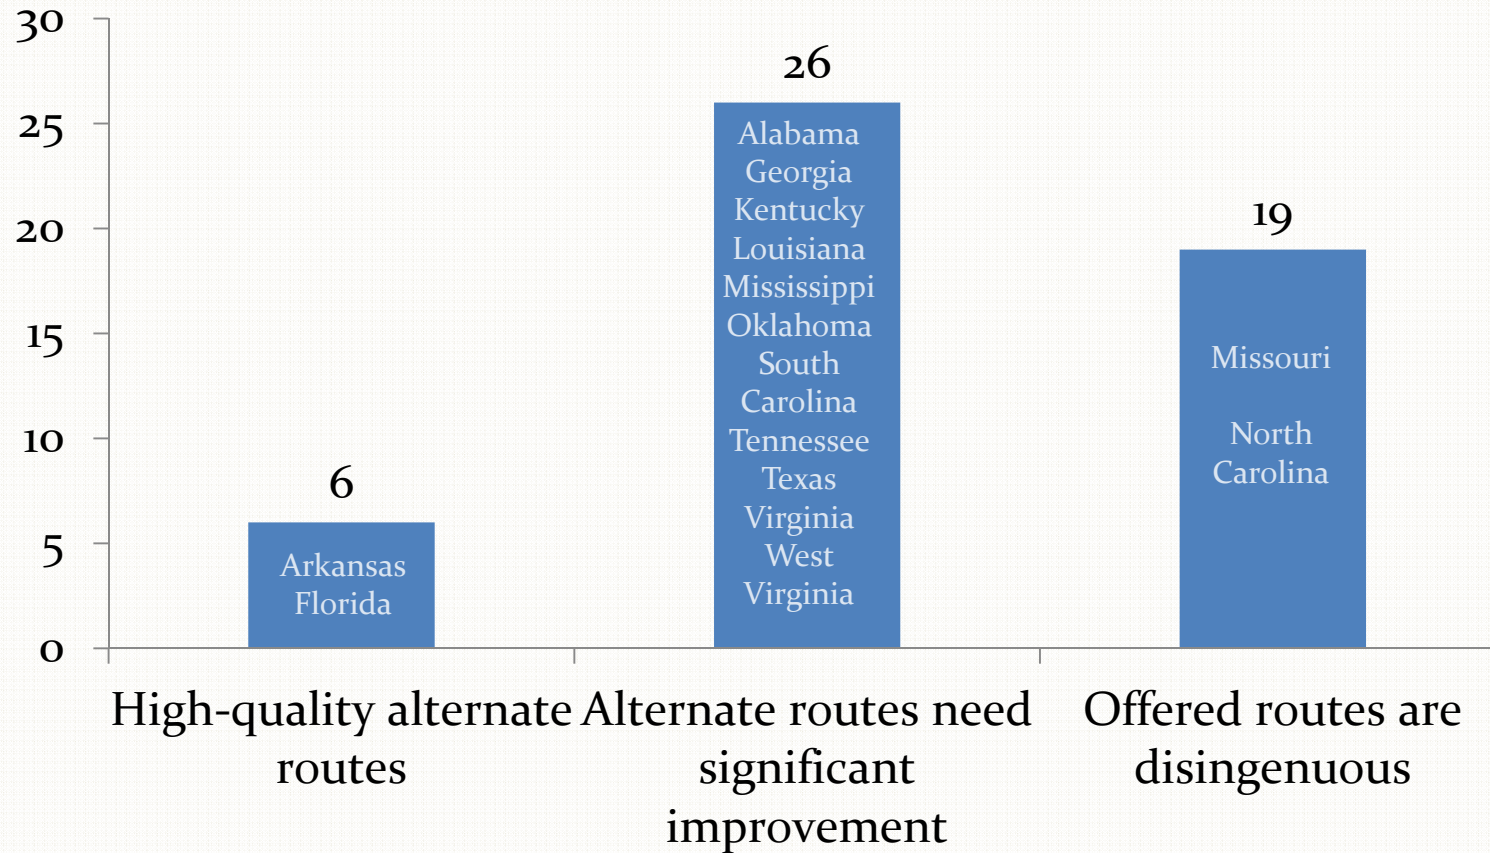 30
25
20
15
10
5
0
6
Arkansas
Florida
26
Alabama
Georgia
Kentucky
Louisiana
Mississippi
Oklahoma
South
Carolina
Tennessee
Texas
Virginia
West
Virginia
19
Missouri
North
Carolina
High-quality alternate
routes
Alternate routes need
significant
improvement
Offered routes are
disingenuous